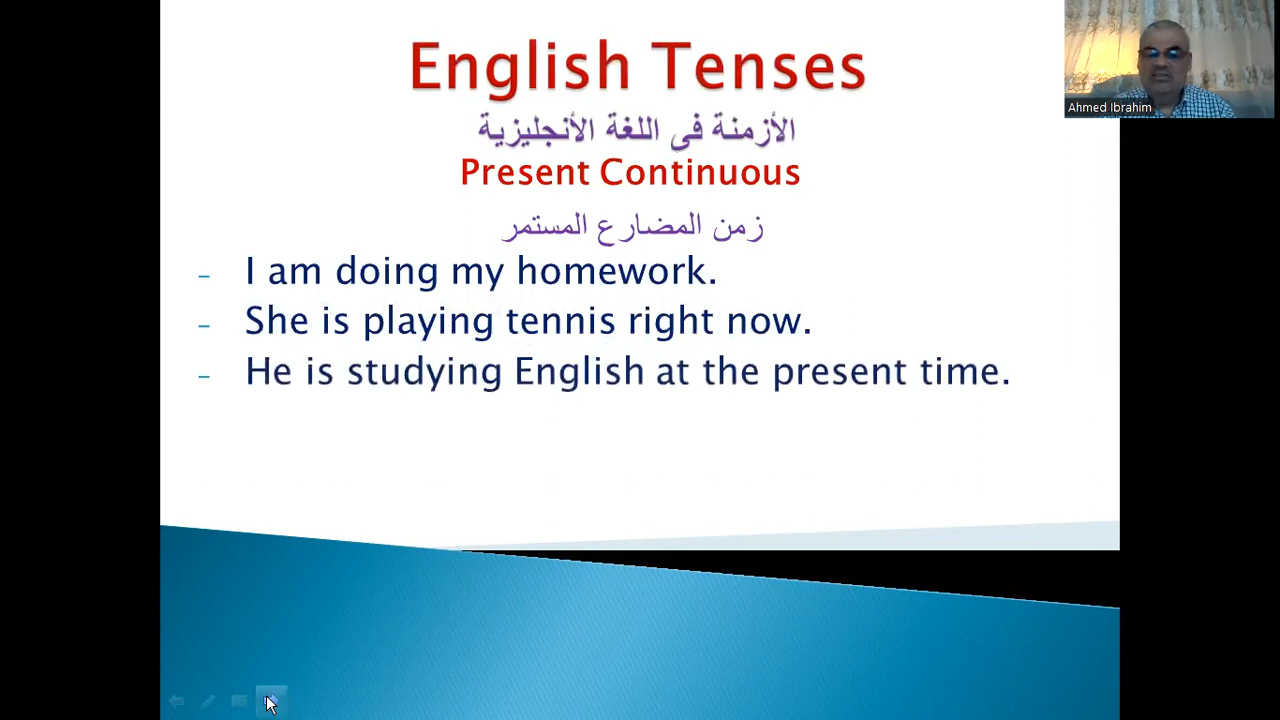 English Tenses
الأزمنة فى اللغة الأنجليزية
Present Continuous
زمن المضارع المستمر
- I am doing my homework.
- She is playing tennis right now.
- He is studying English at the present time.
Ahmed Ibrahim